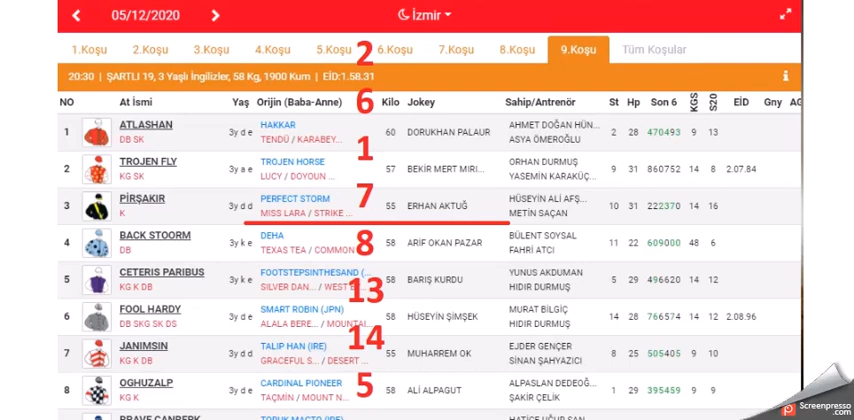 05/12/2020 İzmir
1.Koşu 2.Koşu 3.Koşu 4.Koşu 5.Koşu 6.Koşu 7.Koşu 8.Koşu 9.Koşu Tüm Koşular
2
20:30 | ŞARTLI 19, 3 Yaşlı İngilizler, 58 Kg, 1900 Kum | EİD:1.58.31
NO At İsmi Yaş Orijin (Baba-Anne) Kilo Jokey Sahip/Antrenör St Hp Son 6 KGS S20 EİD Gny AG
6
1 ATLASHAN 3y d e HAKKAR 60 DORUKHAN PALAUR AHMET DOĞAN HÜN... 2 28 470493 9 13
DB SK TENDÜ / KARABEY... ASYA ÖMEROĞLU
1
2 TROJEN FLY 3y a e TROJEN HORSE 57 BEKİR MERT MIRI... ORHAN DURMUŞ 9 31 860752 14 8 2.07.84
KG SK LUCY / DOYOUN ... YASEMİN KARAKÜÇ...
7
3 PİRŞAKIR 3y d d PERFECT STORM 55 ERHAN AKTUĞ HÜSEYİN ALİ AFŞ... 10 31 222370 14 16
K MISS LARA / STRIKE ... METİN SAÇAN
8
4 BACK STOORM 3y k e DEHA 58 ARİF OKAN PAZAR BÜLENT SOYSAL 11 22 609000 48 6
DB TEXAS TEA / COMMON FAHRİ ATCI
13
5 CETERIS PARIBUS 3y k e FOOTSTEPSINTHESAND (... 58 BARIŞ KURDU YUNUS AKDUMAN 5 29 496620 14 12
KG K DB SILVER DAN... / WEST HIDIR DURMUŞ
14
6 FOOL HARDY 3y a e SMART ROBIN (JPN) 58 HÜSEYİN ŞİMŞEK MURAT BİLGİÇ 14 28 766574 14 12 2.08.96
DB SKG SK DS ALALA BERE... / MOUNTAI... HIDIR DURMUŞ
7 JANIMSIN 3y d d TALIP HAN (IRE) 55 MUHARREM OK EJDER GENÇER 8 25 505405 9 10
KG K DB GRACEFUL S... / DESERT ... SİNAN ŞAHYAZICI
5
8 OGHUZALP 3y a e CARDINAL PIONEER 58 ALİ ALPAGUT ALPASLAN DEDEOĞ... 1 29 395459 9 9
KG K TAÇMİN / MOUNT N... ŞAKİR ÇELİK
Screenpresso
.com